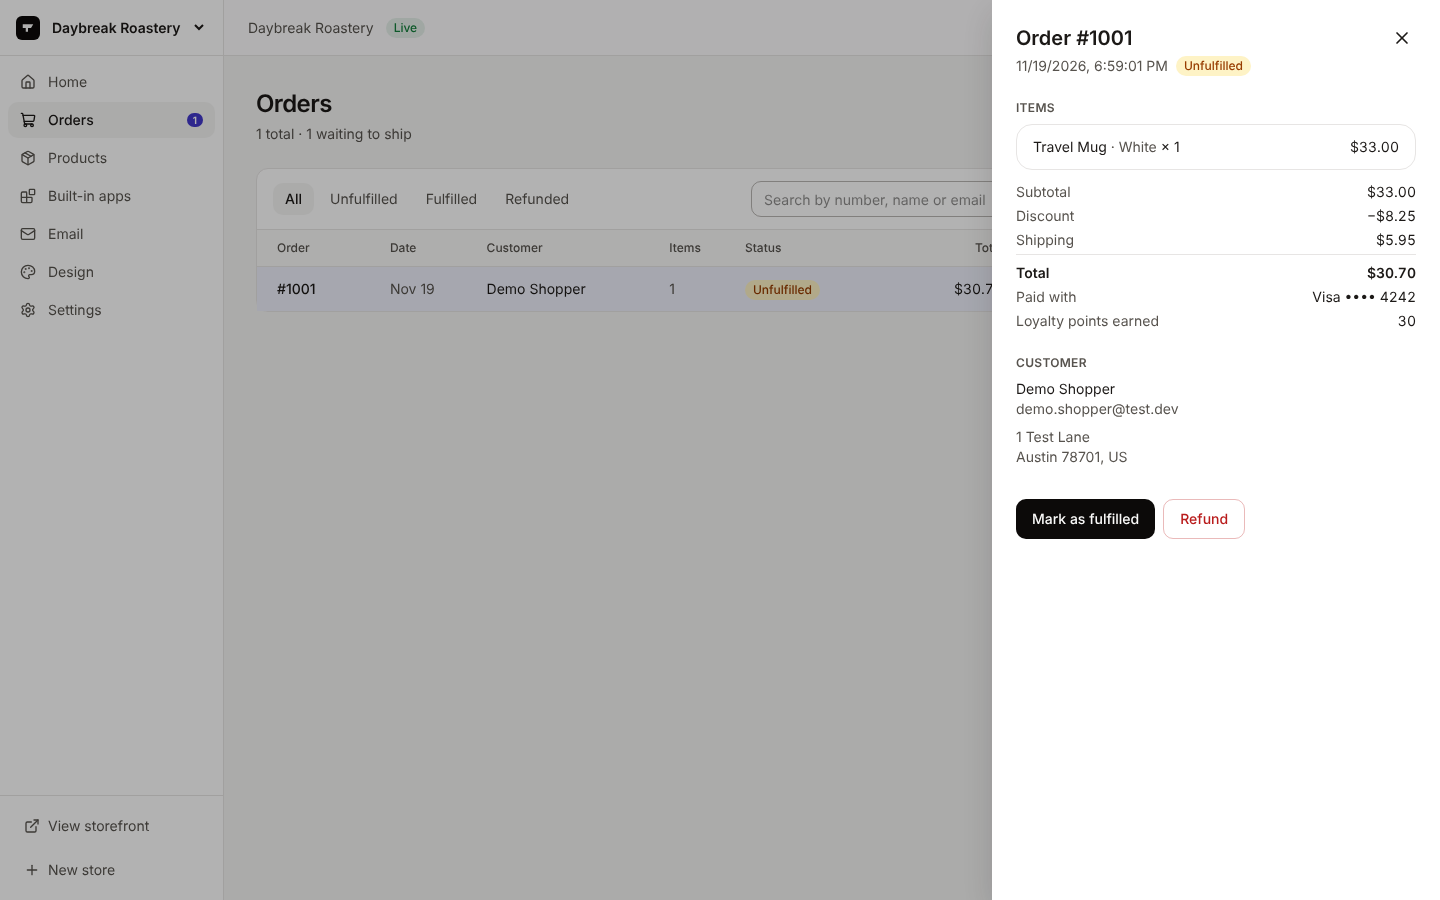 Daybreak Roastery
Home
Orders 1
Products
Built-in apps
Email
Design
Settings
View storefront
New store
Daybreak Roastery Live
Orders
1 total · 1 waiting to ship
All Unfulfilled Fulfilled Refunded Search by number, name or email
Order Date Customer Items Status
#1001 Nov 19 Demo Shopper 1 Unfulfilled $30.7
Order #1001
11/19/2026, 6:59:01 PM Unfulfilled
ITEMS
Travel Mug · White × 1 $33.00
Subtotal $33.00
Discount −$8.25
Shipping $5.95
Total $30.70
Paid with Visa •••• 4242
Loyalty points earned 30
CUSTOMER
Demo Shopper
demo.shopper@test.dev
1 Test Lane
Austin 78701, US
Mark as fulfilled Refund